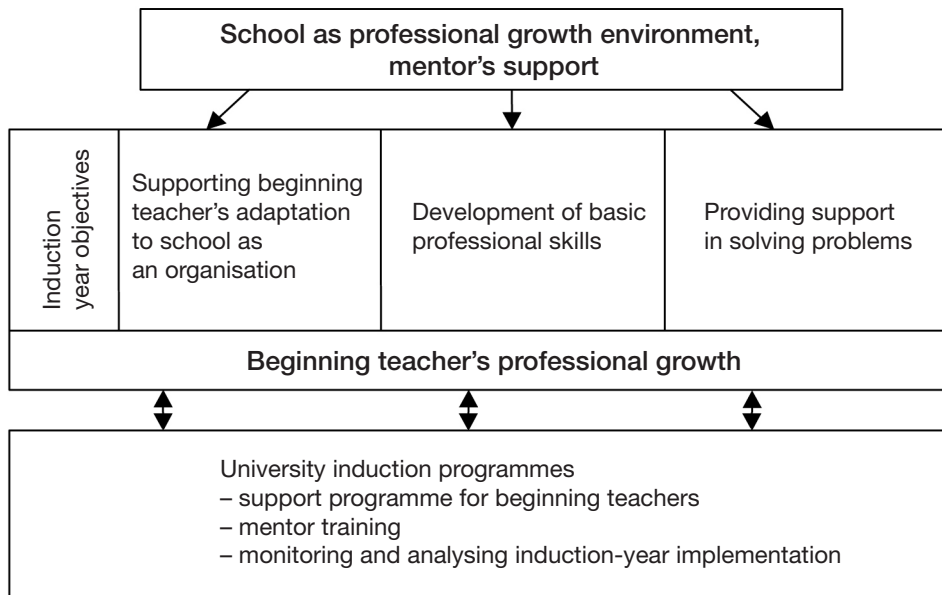 School as professional growth environment,
mentor's support
Induction
year objectives
Supporting beginning
teacher's adaptation
to school as
an organisation
Development of basic
professional skills
Providing support
in solving problems
Beginning teacher's professional growth
University induction programmes
– support programme for beginning teachers
– mentor training
– monitoring and analysing induction-year implementation